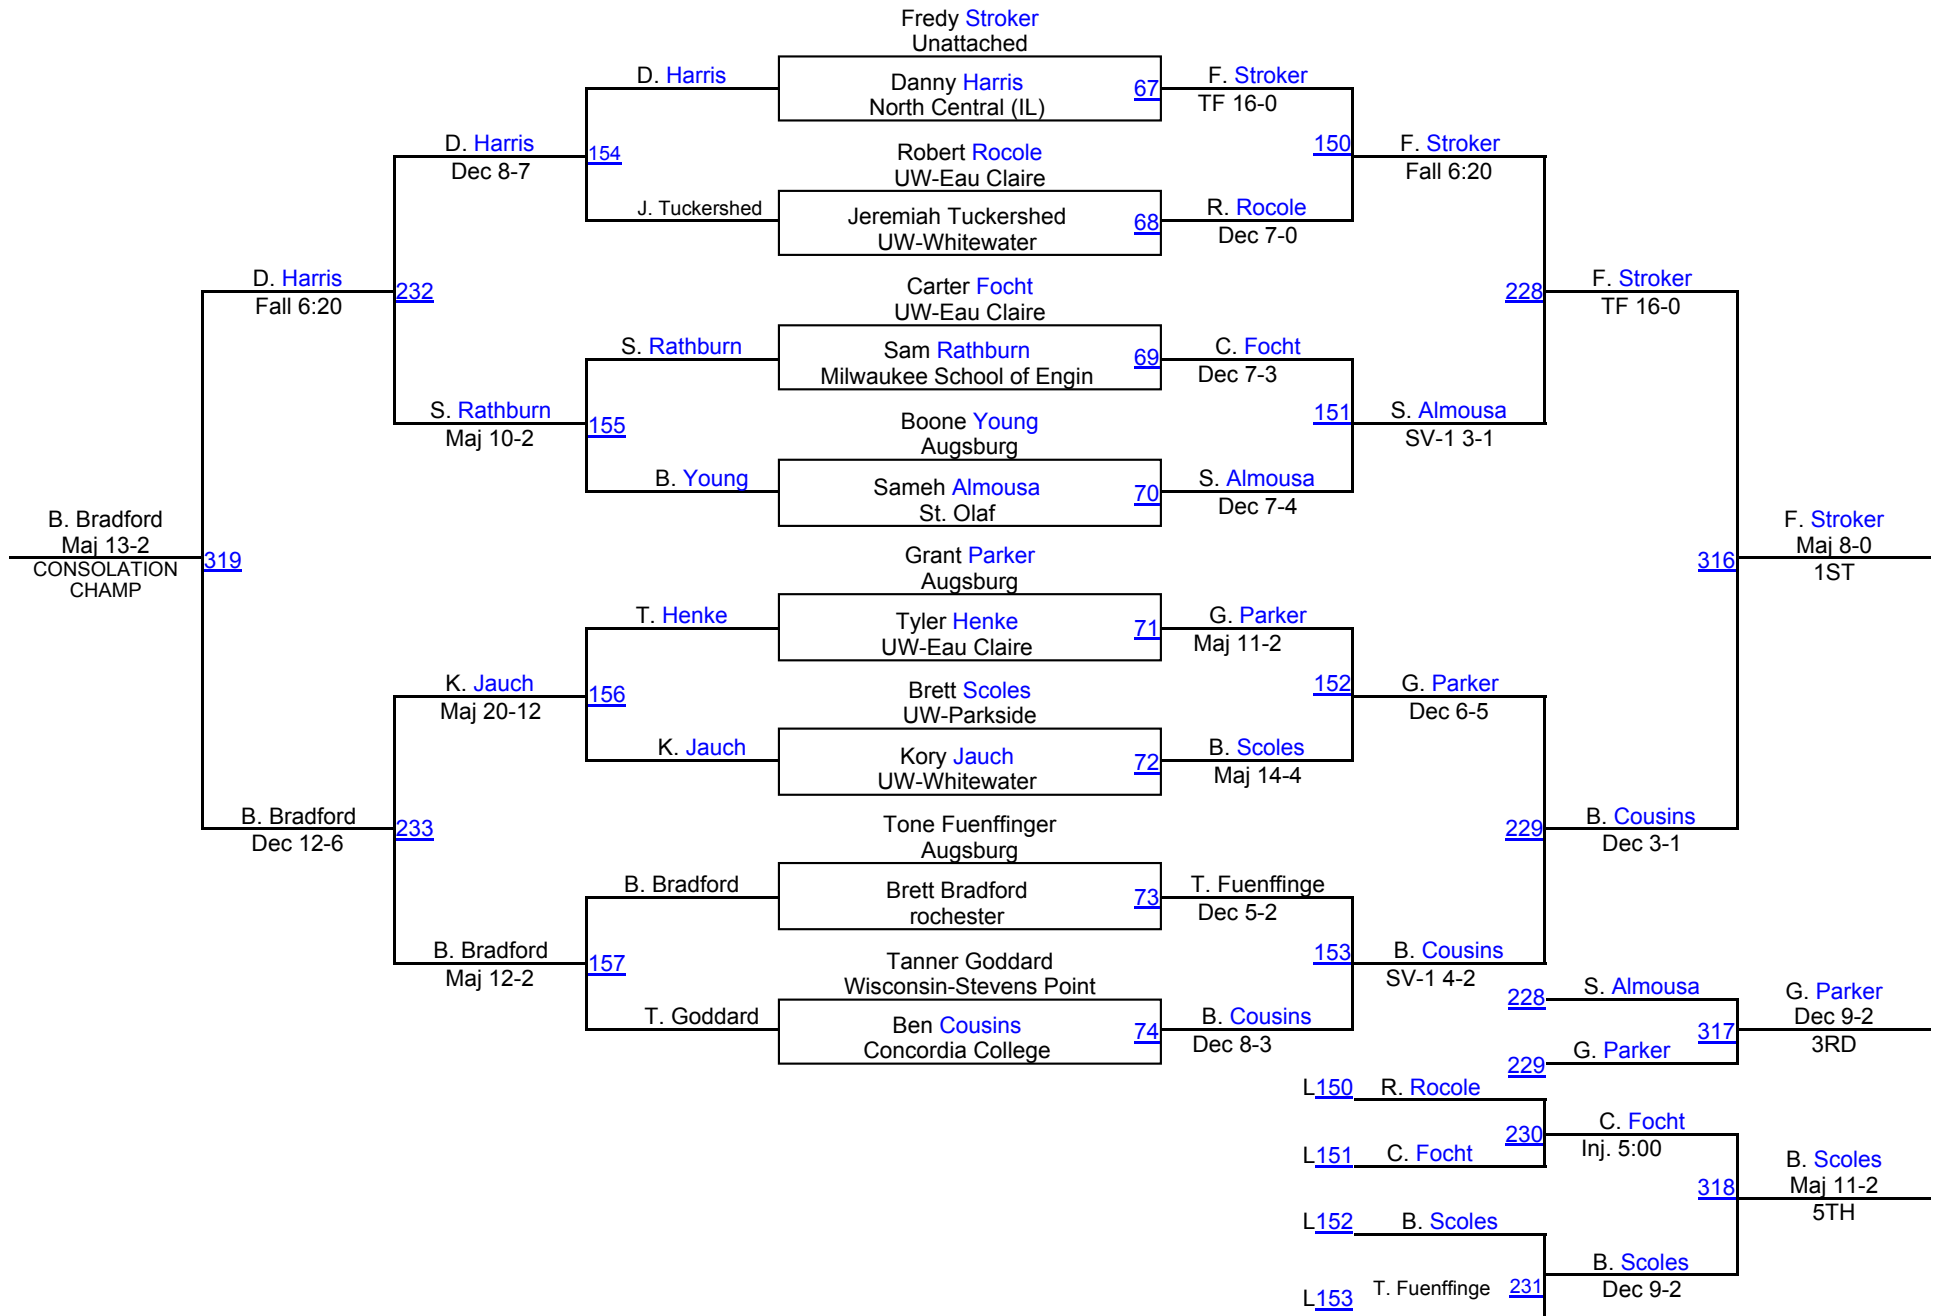 Fredy Stroker
Unattached
D. Harris
Danny Harris
North Central (IL)
67
F. Stroker
TF 16-0
D. Harris
Dec 8-7
154
Robert Rocole
UW-Eau Claire
150
F. Stroker
Fall 6:20
J. Tuckershed
Jeremiah Tuckershed
UW-Whitewater
68
R. Rocole
Dec 7-0
D. Harris
Fall 6:20
232
Carter Focht
UW-Eau Claire
228
F. Stroker
TF 16-0
S. Rathburn
Sam Rathburn
Milwaukee School of Engin
69
C. Focht
Dec 7-3
S. Rathburn
Maj 10-2
155
Boone Young
Augsburg
151
S. Almousa
SV-1 3-1
B. Young
Sameh Almousa
St. Olaf
70
S. Almousa
Dec 7-4
B. Bradford
Maj 13-2
CONSOLATION
CHAMP
319
Grant Parker
Augsburg
316
F. Stroker
Maj 8-0
1ST
T. Henke
Tyler Henke
UW-Eau Claire
71
G. Parker
Maj 11-2
K. Jauch
Maj 20-12
156
Brett Scoles
UW-Parkside
152
G. Parker
Dec 6-5
K. Jauch
Kory Jauch
UW-Whitewater
72
B. Scoles
Maj 14-4
B. Bradford
Dec 12-6
233
Tone Fuenffinger
Augsburg
229
B. Cousins
Dec 3-1
B. Bradford
Brett Bradford
rochester
73
T. Fuenffinge
Dec 5-2
B. Bradford
Maj 12-2
157
Tanner Goddard
Wisconsin-Stevens Point
153
B. Cousins
SV-1 4-2
T. Goddard
Ben Cousins
Concordia College
74
B. Cousins
Dec 8-3
228
S. Almousa
317
G. Parker
Dec 9-2
3RD
229
G. Parker
L150
R. Rocole
230
C. Focht
Inj. 5:00
L151
C. Focht
318
B. Scoles
Maj 11-2
5TH
L152
B. Scoles
231
B. Scoles
Dec 9-2
L153
T. Fuenffinge